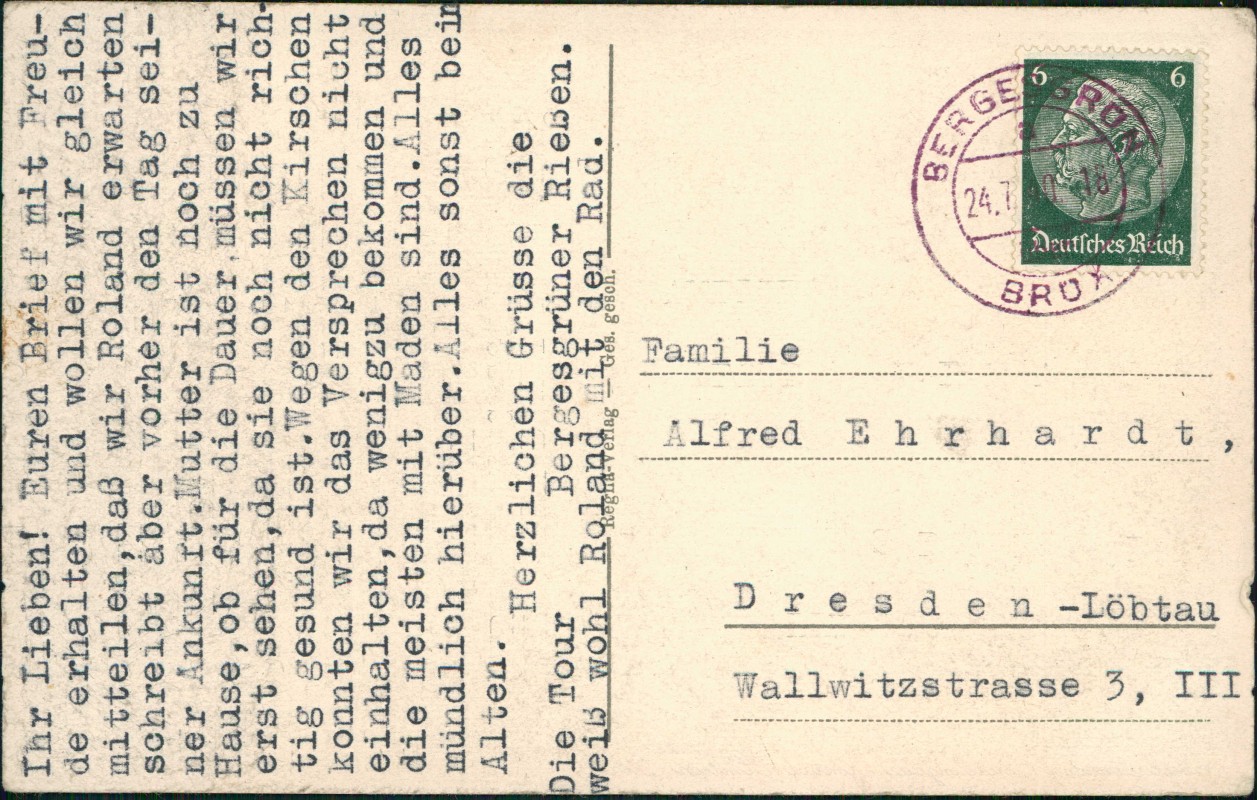 Ihr Lieben! Euren Brief mit Freu-
de erhalten und wollen wir gleich
mitteilen,daß wir Roland erwarten
schreibt aber vorher den Tag sei-
ner Ankunft.Mutter ist noch zu
Hause,ob für die Dauer,müssen wir
erst sehen,da sie noch nicht rich-
tig gesund ist.Wegen den Kirschen
konnten wir das Versprechen nicht
einhalten,da wenigzu bekommen und
die meisten mit Maden sind.Alles
mündlich hierüber.Alles sonst beim
Alten.
Herzlichen Grüsse die
Bergesgrüner Rießen.
Die Tour
weiß wohl Roland mit den Rad.
Regina-Verlag — Ges. gesch.
6 6
Deutsches Reich
BERGESGRÜN
a
24.7. 18
BRÜX
Familie
Alfred Ehrhardt,
Dresden-Löbtau
Wallwitzstrasse 3, III